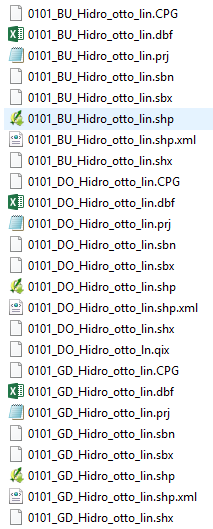 0101_BU_Hidro_otto_lin.CPG
0101_BU_Hidro_otto_lin.dbf
0101_BU_Hidro_otto_lin.prj
0101_BU_Hidro_otto_lin.sbn
0101_BU_Hidro_otto_lin.sbx
0101_BU_Hidro_otto_lin.shp
0101_BU_Hidro_otto_lin.shp.xml
0101_BU_Hidro_otto_lin.shx
0101_DO_Hidro_otto_lin.CPG
0101_DO_Hidro_otto_lin.dbf
0101_DO_Hidro_otto_lin.prj
0101_DO_Hidro_otto_lin.sbn
0101_DO_Hidro_otto_lin.sbx
0101_DO_Hidro_otto_lin.shp
0101_DO_Hidro_otto_lin.shp.xml
0101_DO_Hidro_otto_lin.shx
0101_DO_Hidro_otto_ln.qix
0101_GD_Hidro_otto_lin.CPG
0101_GD_Hidro_otto_lin.dbf
0101_GD_Hidro_otto_lin.prj
0101_GD_Hidro_otto_lin.sbn
0101_GD_Hidro_otto_lin.sbx
0101_GD_Hidro_otto_lin.shp
0101_GD_Hidro_otto_lin.shp.xml
0101_GD_Hidro_otto_lin.shx